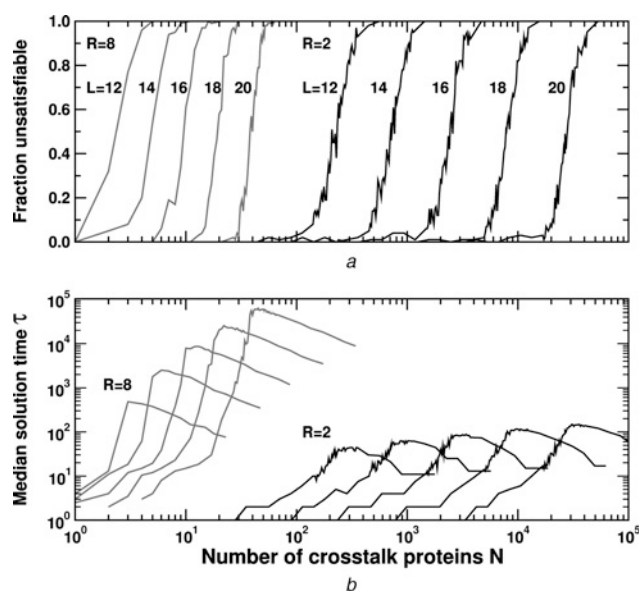 1.0
0.8
0.6
0.4
0.2
0.0
Fraction unsatisfiable
R=8
R=2
L=12 14 16 18 20
L=12 14 16 18 20
a
10^5
10^4
10^3
10^2
10^1
10^0
Median solution time τ
R=8
R=2
10^0 10^1 10^2 10^3 10^4 10^5
Number of crosstalk proteins N
b